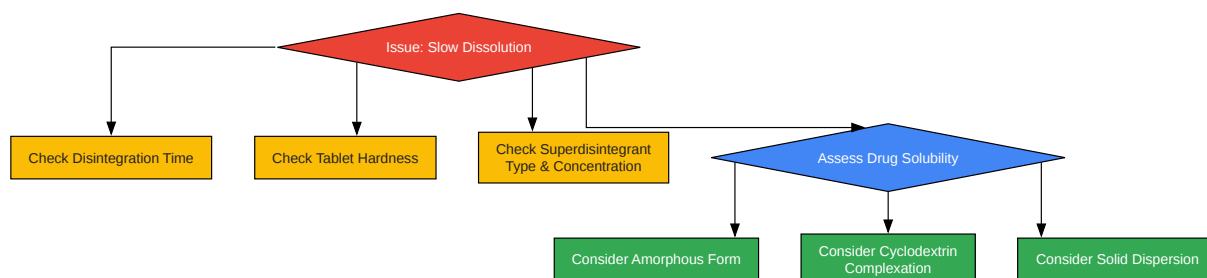 Issue: Slow Dissolution
Check Disintegration Time
Check Tablet Hardness
Check Superdisintegrant
Type & Concentration
Assess Drug Solubility
Consider Amorphous Form
Consider Cyclodextrin
Complexation
Consider Solid Dispersion